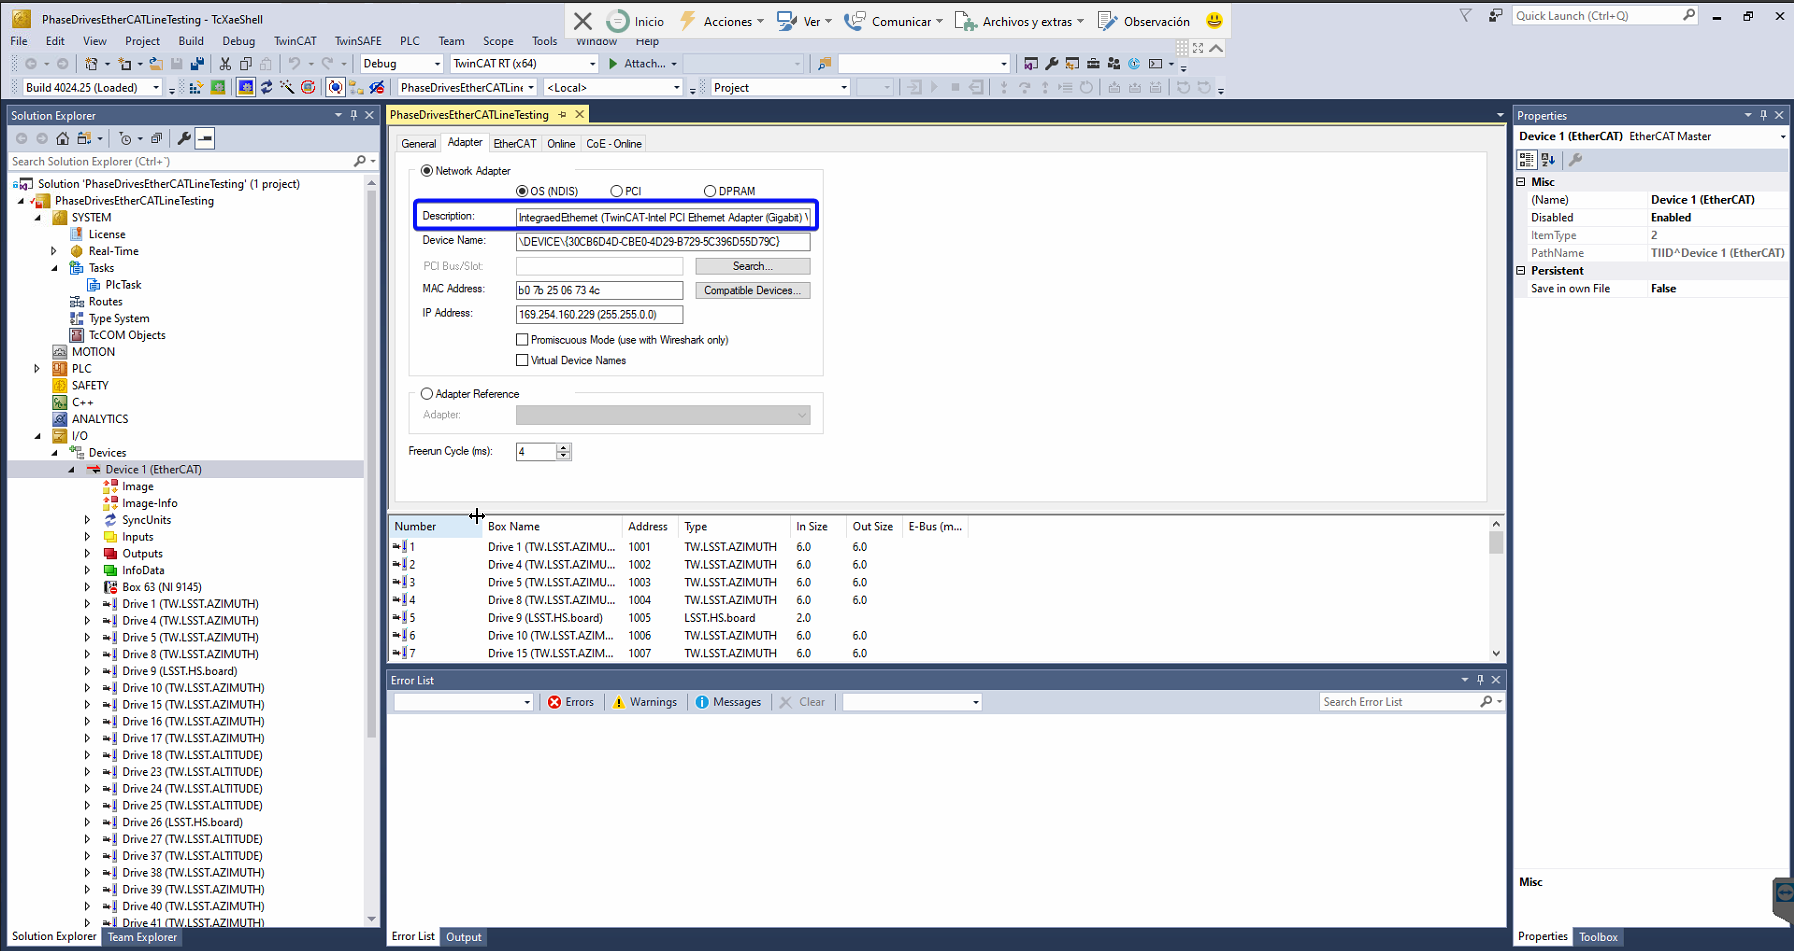 PhaseDrivesEtherCATLineTesting - TcXaeShell
Inicio
Acciones
Ver
Comunicar
Archivos y extras
Observación
Quick Launch (Ctrl+Q)
File Edit View Project Build Debug TwinCAT TwinSAFE PLC Team Scope Tools Window Help
Debug
TwinCAT RT (x64)
Attach...
Build 4024.25 (Loaded)
PhaseDrivesEtherCATLine
<Local>
Project
Solution Explorer
Search Solution Explorer (Ctrl+¨)
Solution 'PhaseDrivesEtherCATLineTesting' (1 project)
PhaseDrivesEtherCATLineTesting
SYSTEM
License
Real-Time
Tasks
PlcTask
Routes
Type System
TcCOM Objects
MOTION
PLC
SAFETY
C++
ANALYTICS
I/O
Devices
Device 1 (EtherCAT)
Image
Image-Info
SyncUnits
Inputs
Outputs
InfoData
Box 63 (NI 9145)
Drive 1 (TW.LSST.AZIMUTH)
Drive 4 (TW.LSST.AZIMUTH)
Drive 5 (TW.LSST.AZIMUTH)
Drive 8 (TW.LSST.AZIMUTH)
Drive 9 (LSST.HS.board)
Drive 10 (TW.LSST.AZIMUTH)
Drive 15 (TW.LSST.AZIMUTH)
Drive 16 (TW.LSST.AZIMUTH)
Drive 17 (TW.LSST.AZIMUTH)
Drive 18 (TW.LSST.ALTITUDE)
Drive 23 (TW.LSST.ALTITUDE)
Drive 24 (TW.LSST.ALTITUDE)
Drive 25 (TW.LSST.ALTITUDE)
Drive 26 (LSST.HS.board)
Drive 27 (TW.LSST.ALTITUDE)
Drive 37 (TW.LSST.ALTITUDE)
Drive 38 (TW.LSST.AZIMUTH)
Drive 39 (TW.LSST.AZIMUTH)
Drive 40 (TW.LSST.AZIMUTH)
Drive 41 (TW.LSST.AZIMUTH)
Solution Explorer Team Explorer
PhaseDrivesEtherCATLineTesting
General Adapter EtherCAT Online CoE - Online
Network Adapter
OS (NDIS) PCI DPRAM
Description: IntegraedEthernet (TwinCAT-Intel PCI Ethernet Adapter (Gigabit) V
Device Name: \DEVICE\{30CB6D4D-CBE0-4D29-B729-5C396D55D79C}
PCI Bus/Slot: Search...
MAC Address: b0 7b 25 06 73 4c Compatible Devices...
IP Address: 169.254.160.229 (255.255.0.0)
Promiscuous Mode (use with Wireshark only)
Virtual Device Names
Adapter Reference
Adapter:
Freerun Cycle (ms): 4
Number Box Name Address Type In Size Out Size E-Bus (m...
1 Drive 1 (TW.LSST.AZIMU... 1001 TW.LSST.AZIMUTH 6.0 6.0
2 Drive 4 (TW.LSST.AZIMU... 1002 TW.LSST.AZIMUTH 6.0 6.0
3 Drive 5 (TW.LSST.AZIMU... 1003 TW.LSST.AZIMUTH 6.0 6.0
4 Drive 8 (TW.LSST.AZIMU... 1004 TW.LSST.AZIMUTH 6.0 6.0
5 Drive 9 (LSST.HS.board) 1005 LSST.HS.board 2.0
6 Drive 10 (TW.LSST.AZIM... 1006 TW.LSST.AZIMUTH 6.0 6.0
7 Drive 15 (TW.LSST.AZIM... 1007 TW.LSST.AZIMUTH 6.0 6.0
Error List
Errors Warnings Messages Clear
Search Error List
Error List Output
Properties
Device 1 (EtherCAT) EtherCAT Master
Misc
(Name) Device 1 (EtherCAT)
Disabled Enabled
ItemType 2
PathName TIID^Device 1 (EtherCAT)
Persistent
Save in own File False
Misc
Properties Toolbox